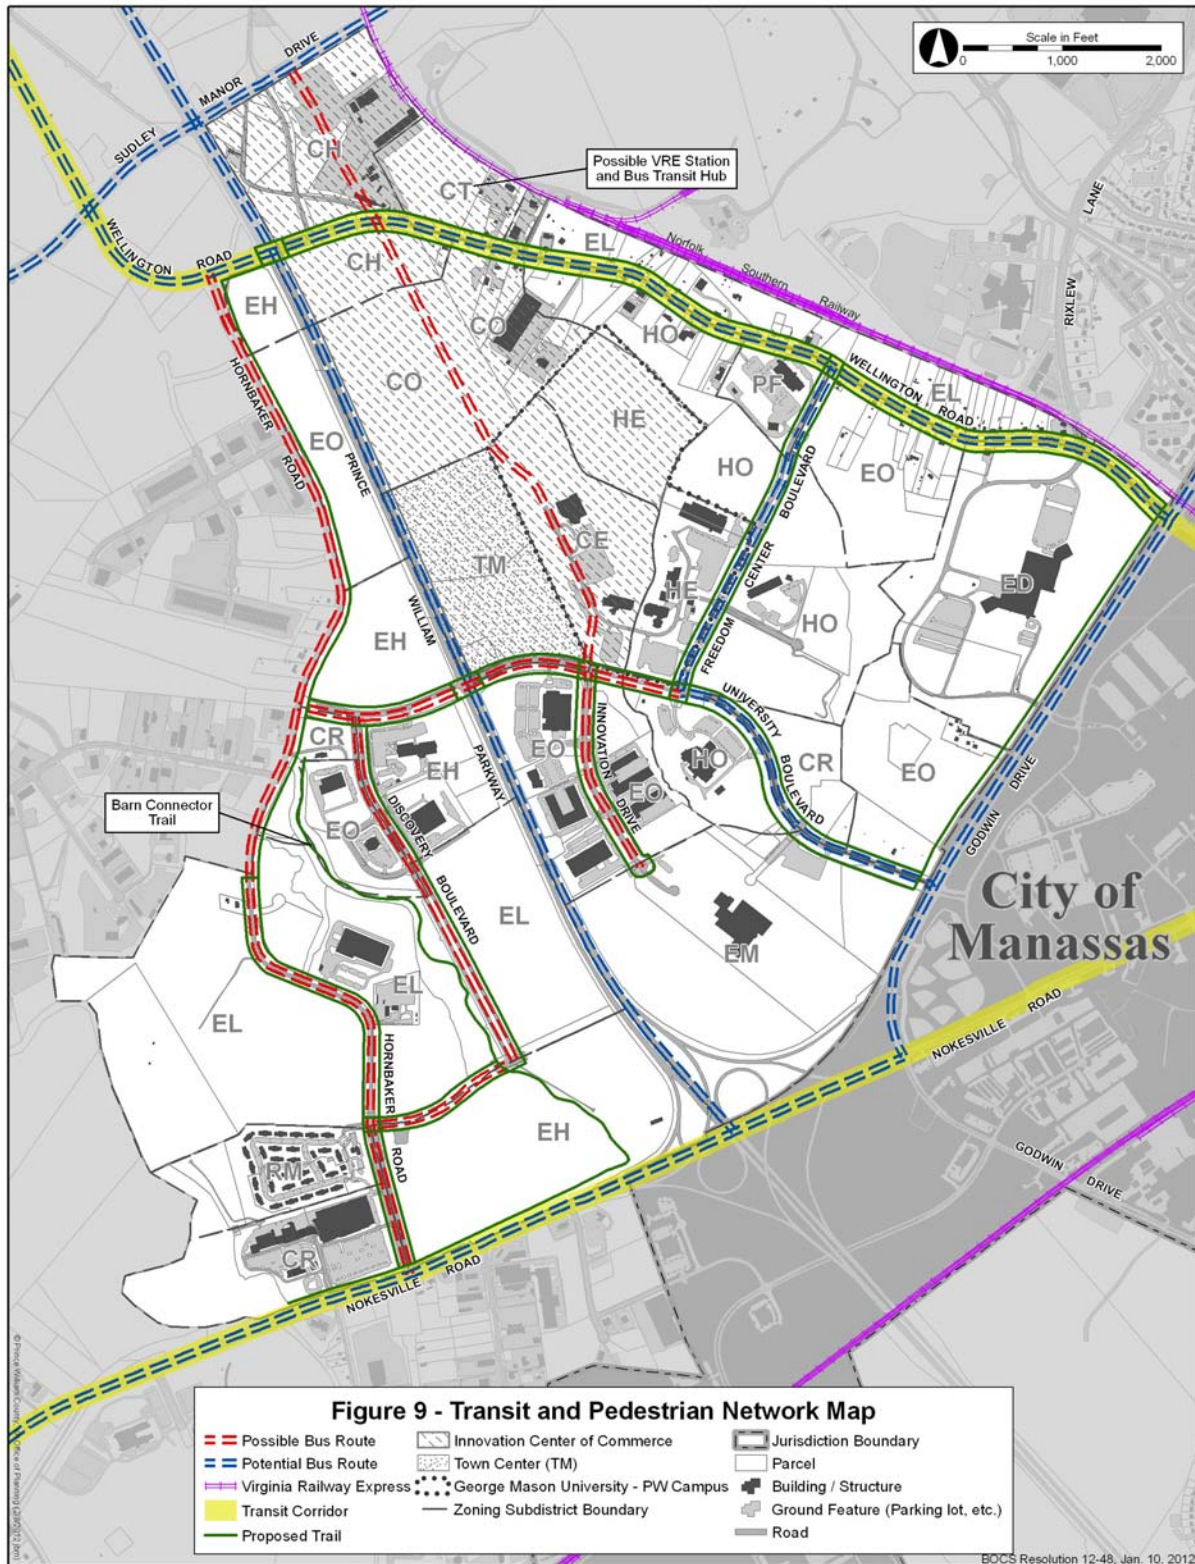 Scale in Feet
0 1,000 2,000
SUDLEY MANOR DRIVE
CH
CT
Possible VRE Station
and Bus Transit Hub
LANE
RIXLEW
WELLINGTON ROAD
CH
EL
Norfolk Southern Railway
EH
CO
HO
WELLINGTON ROAD
EL
PF
HORNBAKER ROAD
CO
HE
EO
PRINCE WILLIAM PARKWAY
HO
EO
BOULEVARD
CENTER
FREEDOM
TM
CE
HE
ED
HO
EH
UNIVERSITY BOULEVARD
CR
EH
EO
INNOVATION DRIVE
HO
CR
EO
GODWIN DRIVE
Barn Connector
Trail
EO
DISCOVERY BOULEVARD
EO
City of
Manassas
EL
EM
EL
EL
NOKESVILLE ROAD
HORNBAKER ROAD
EH
RM
GODWIN DRIVE
CR
NOKESVILLE ROAD
Figure 9 - Transit and Pedestrian Network Map
Possible Bus Route
Innovation Center of Commerce
Jurisdiction Boundary
Potential Bus Route
Town Center (TM)
Parcel
Virginia Railway Express
George Mason University - PW Campus
Building / Structure
Transit Corridor
Zoning Subdistrict Boundary
Ground Feature (Parking lot, etc.)
Proposed Trail
Road
BOCS Resolution 12-48, Jan. 10, 2012